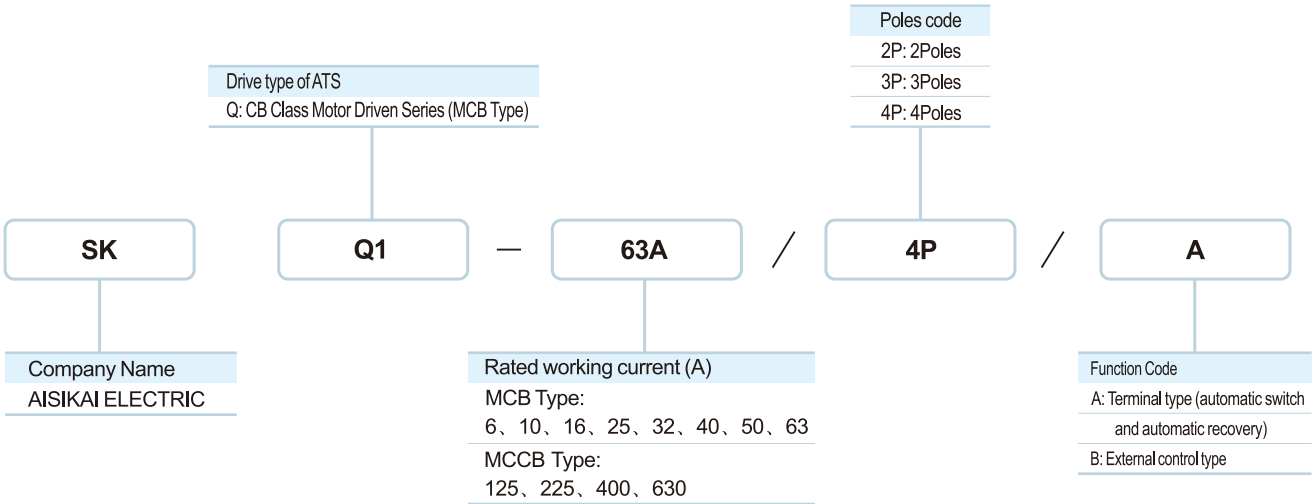 Poles code
2P: 2Poles
3P: 3Poles
4P: 4Poles
Drive type of ATS
Q: CB Class Motor Driven Series (MCB Type)
SK Q1 — 63A / 4P / A
Company Name
AISIKAI ELECTRIC
Rated working current (A)
MCB Type:
6、10、16、25、32、40、50、63
MCCB Type:
125、225、400、630
Function Code
A: Terminal type (automatic switch
and automatic recovery)
B: External control type